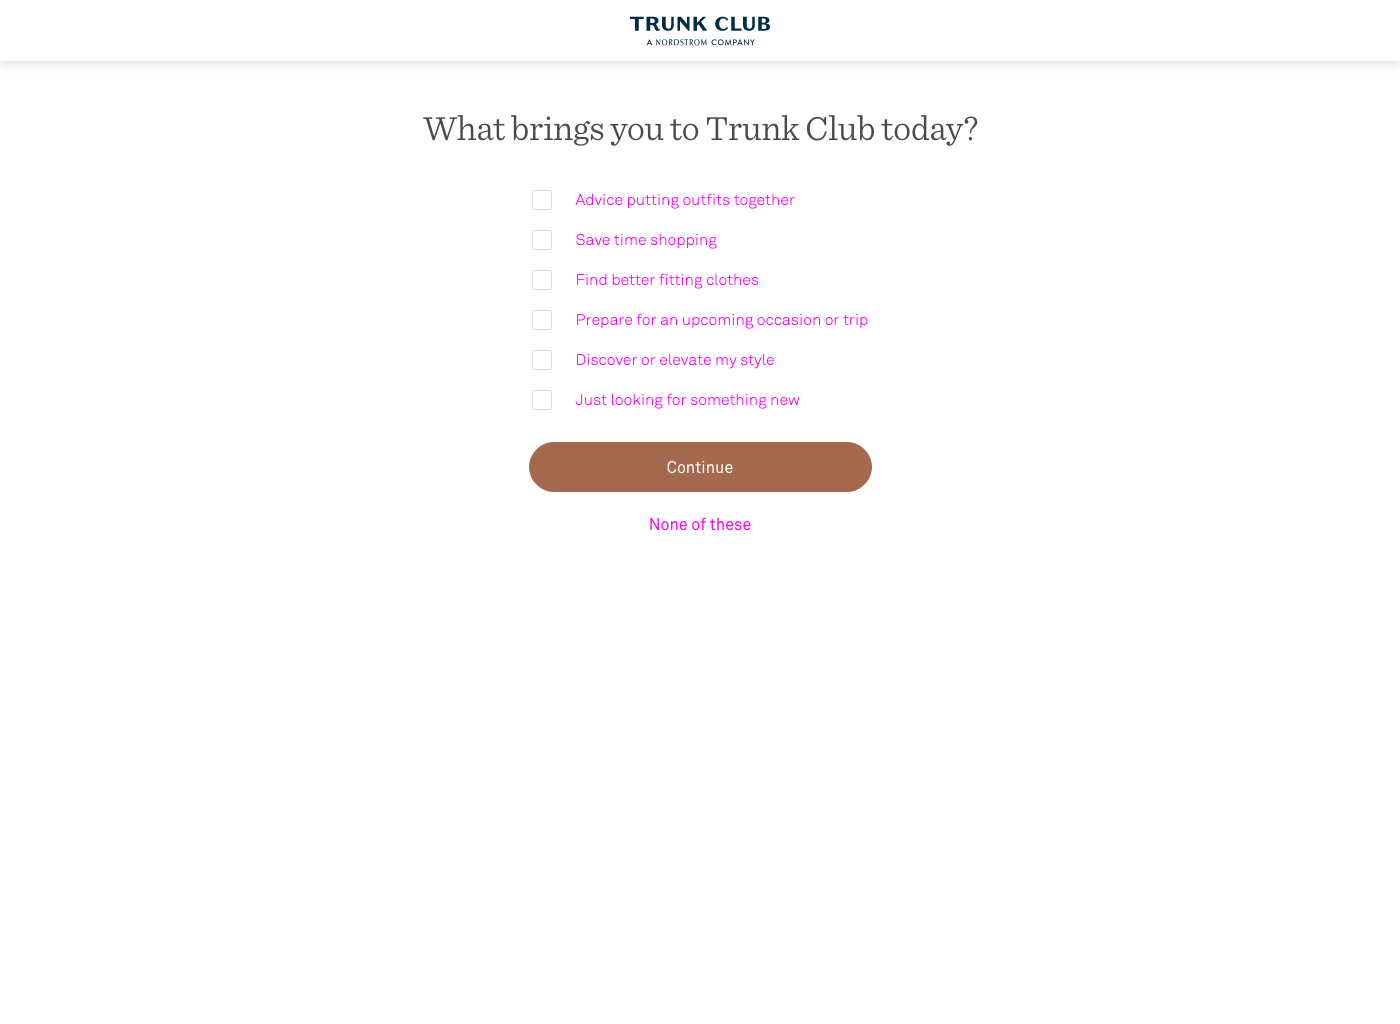 TRUNK CLUB
A NORDSTROM COMPANY
What brings you to Trunk Club today?
Advice putting outfits together
Save time shopping
Find better fitting clothes
Prepare for an upcoming occasion or trip
Discover or elevate my style
Just looking for something new
Continue
None of these